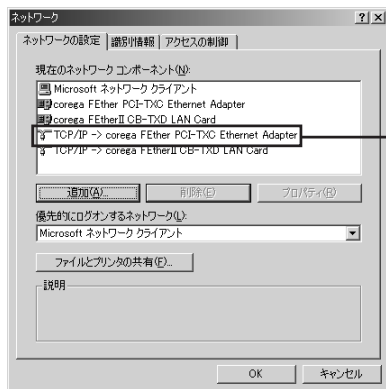 ネットワーク
ネットワークの設定 識別情報 アクセスの制御
現在のネットワーク コンポーネント(N):
Microsoft ネットワーク クライアント
corega FEther PCI-TXC Ethernet Adapter
corega FEtherII CB-TXD LAN Card
TCP/IP -> corega FEther PCI-TXC Ethernet Adapter
TCP/IP -> corega FEtherII CB-TXD LAN Card
追加(A)... 削除(E) プロパティ(R)
優先的にログオンするネットワーク(L):
Microsoft ネットワーク クライアント
ファイルとプリンタの共有(F)...
説明
OK キャンセル